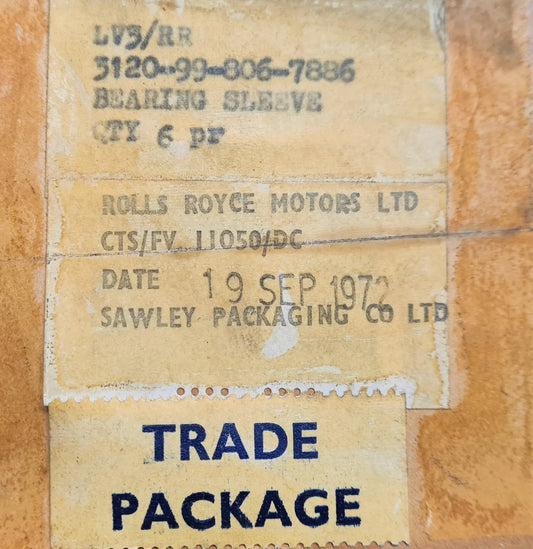 LV3/RR
3120-99-806-7886
BEARING SLEEVE
QTY 6 pr
ROLLS ROYCE MOTORS LTD
CTS/FV 11050/DC
DATE 19 SEP 1972
SAWLEY PACKAGING CO LTD
TRADE
PACKAGE